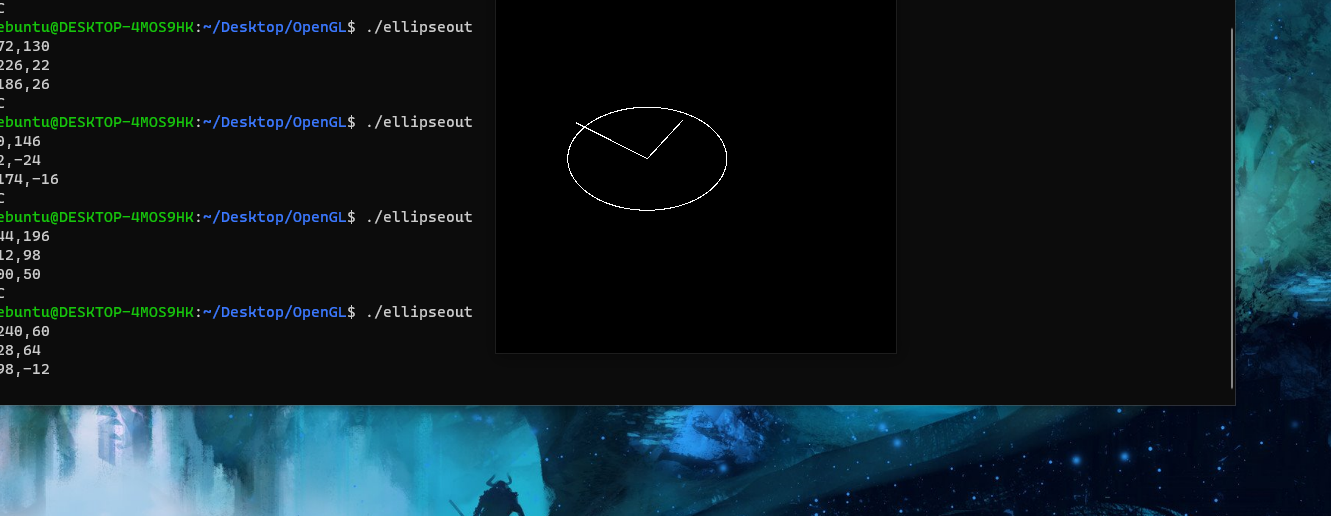 C
ebuntu@DESKTOP-4MOS9HK:~/Desktop/OpenGL$ ./ellipseout
72,130
226,22
186,26
C
ebuntu@DESKTOP-4MOS9HK:~/Desktop/OpenGL$ ./ellipseout
0,146
2,-24
174,-16
C
ebuntu@DESKTOP-4MOS9HK:~/Desktop/OpenGL$ ./ellipseout
44,196
12,98
00,50
C
ebuntu@DESKTOP-4MOS9HK:~/Desktop/OpenGL$ ./ellipseout
240,60
28,64
98,-12